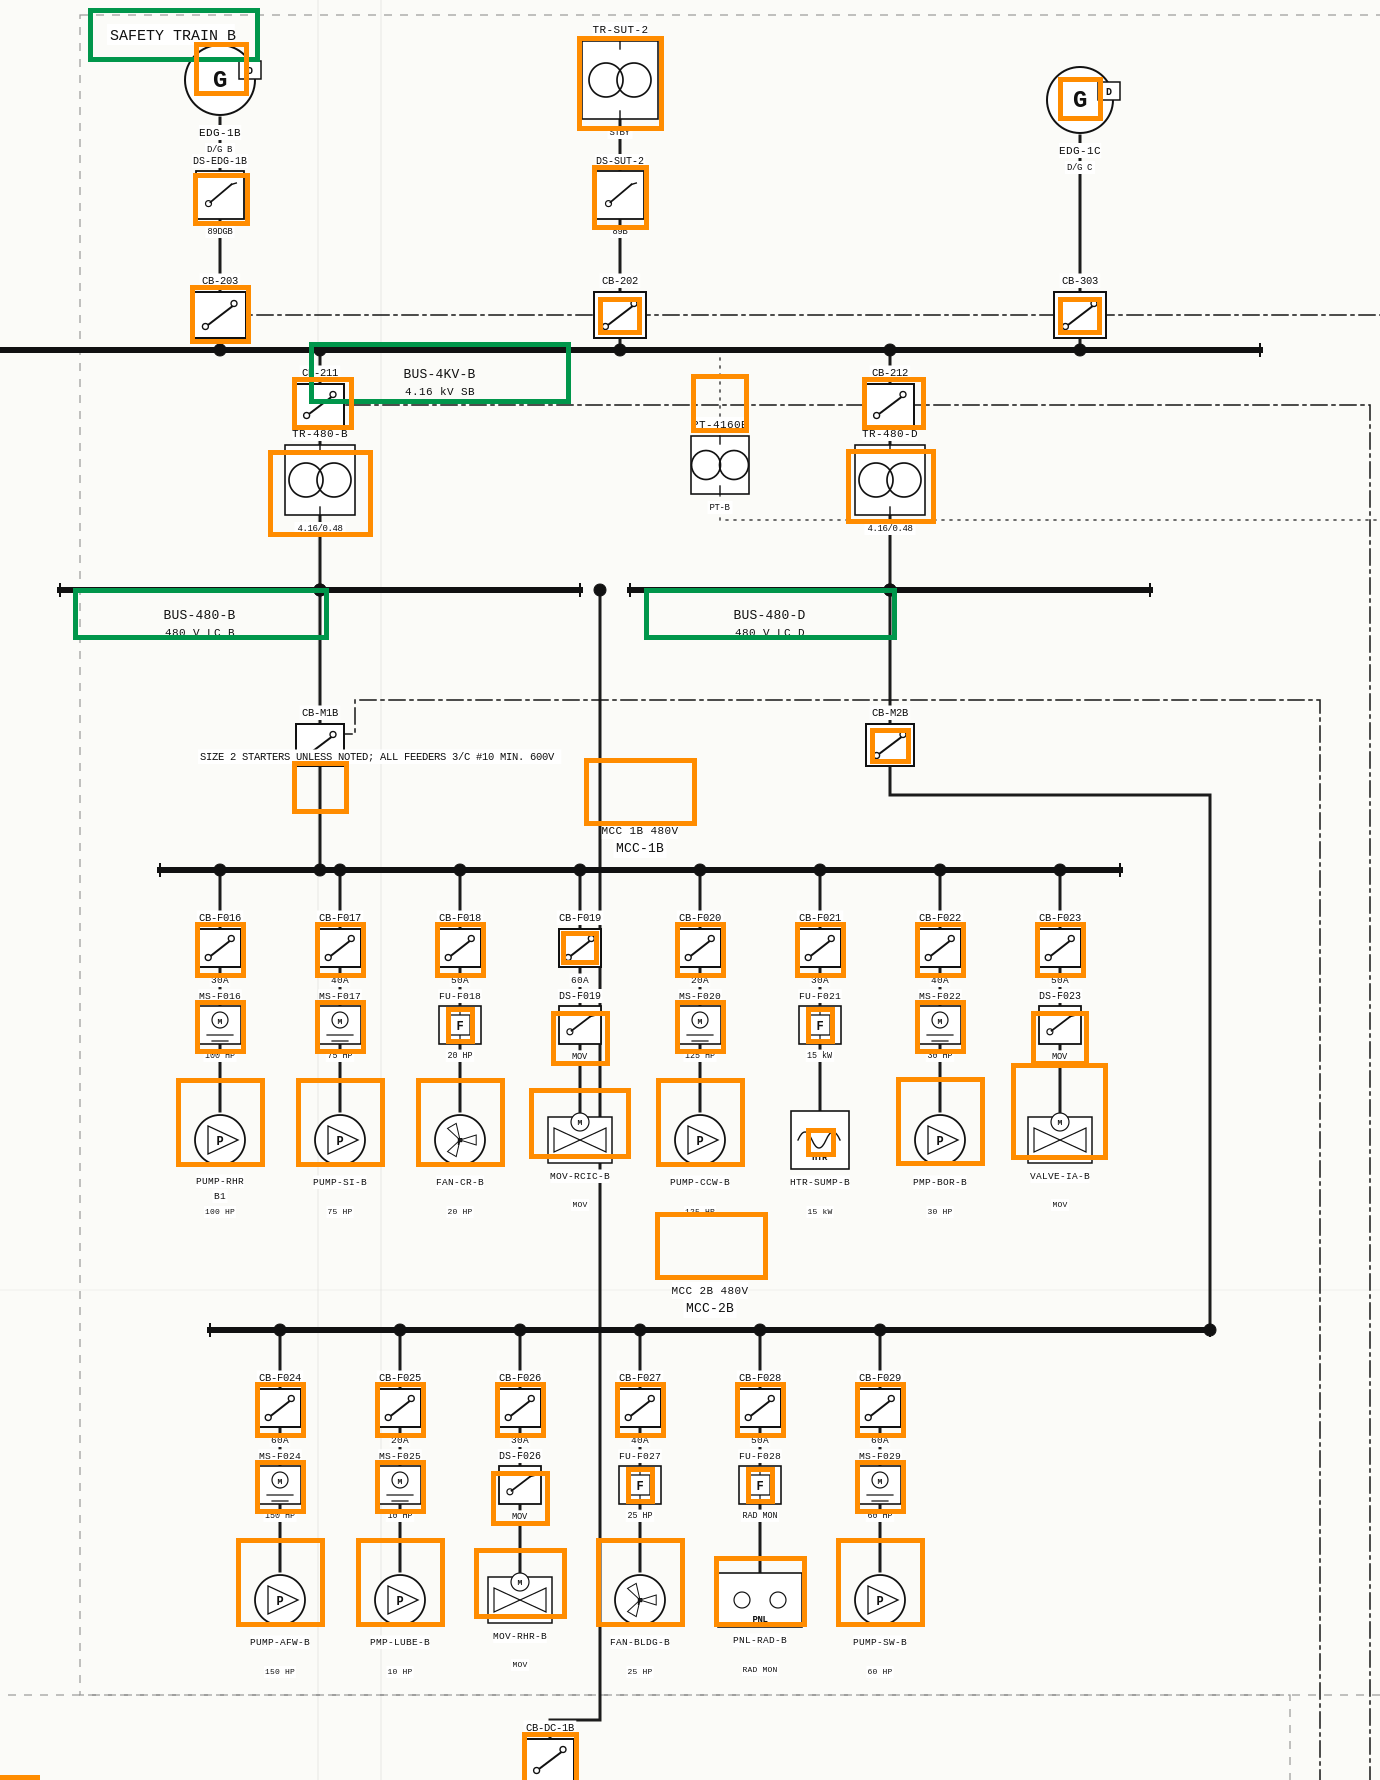 SAFETY TRAIN B
TR-SUT-2
G
D
G
D
EDG-1B
STBY
D/G B
EDG-1C
DS-EDG-1B
DS-SUT-2
D/G C
89DGB
89B
CB-203
CB-202
CB-303
CB-211
BUS-4KV-B
CB-212
4.16 kV SB
PT-4160B
TR-480-B
TR-480-D
PT-B
4.16/0.48
4.16/0.48
BUS-480-B
BUS-480-D
480 V LC B
480 V LC D
CB-M1B
CB-M2B
SIZE 2 STARTERS UNLESS NOTED; ALL FEEDERS 3/C #10 MIN. 600V
MCC 1B 480V
MCC-1B
CB-F016
CB-F017
CB-F018
CB-F019
CB-F020
CB-F021
CB-F022
CB-F023
30A
40A
50A
60A
20A
30A
40A
50A
MS-F016
MS-F017
FU-F018
DS-F019
MS-F020
FU-F021
MS-F022
DS-F023
M
M
F
M
F
M
100 HP
75 HP
20 HP
MOV
125 HP
15 kW
30 HP
MOV
M
M
P
P
P
P
HTR
PUMP-RHR
B1
PUMP-SI-B
FAN-CR-B
MOV-RCIC-B
PUMP-CCW-B
HTR-SUMP-B
PMP-BOR-B
VALVE-IA-B
100 HP
75 HP
20 HP
MOV
125 HP
15 kW
30 HP
MOV
MCC 2B 480V
MCC-2B
CB-F024
CB-F025
CB-F026
CB-F027
CB-F028
CB-F029
60A
20A
30A
40A
50A
60A
MS-F024
MS-F025
DS-F026
FU-F027
FU-F028
MS-F029
M
M
F
F
M
150 HP
10 HP
MOV
25 HP
RAD MON
60 HP
M
P
P
P
PNL
PUMP-AFW-B
PMP-LUBE-B
MOV-RHR-B
FAN-BLDG-B
PNL-RAD-B
PUMP-SW-B
150 HP
10 HP
MOV
25 HP
RAD MON
60 HP
CB-DC-1B